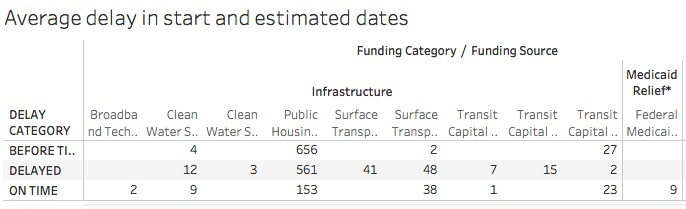 Average delay in start and estimated dates
Funding Category / Funding Source
Infrastructure Medicaid Relief*
DELAY CATEGORY Broadba nd Tech.. Clean Water S.. Clean Water S.. Public Housin.. Surface Transp.. Surface Transp.. Transit Capital .. Transit Capital .. Transit Capital .. Federal Medicai..
BEFORE TI.. 4 656 2 27
DELAYED 12 3 561 41 48 7 15 2
ON TIME 2 9 153 38 1 23 9